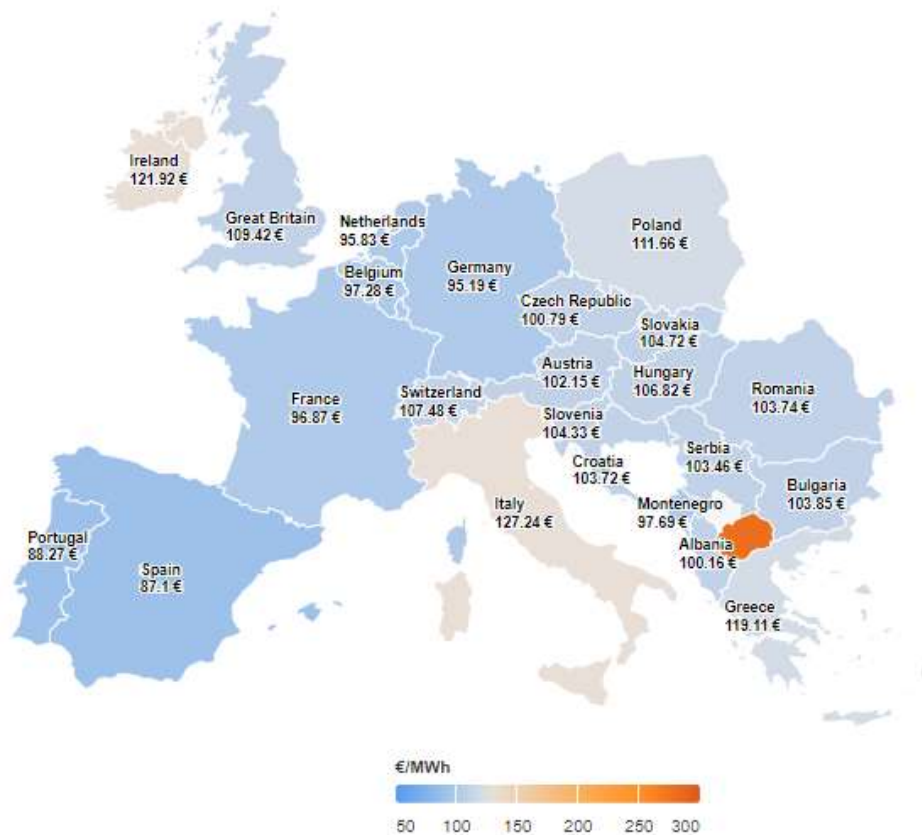 Ireland
121.92 €
Great Britain
109.42 €
Netherlands
95.83 €
Belgium
97.28 €
Germany
95.19 €
Poland
111.66 €
Czech Republic
100.79 €
Slovakia
104.72 €
Austria
102.15 €
Hungary
106.82 €
Romania
103.74 €
France
96.87 €
Switzerland
107.48 €
Slovenia
104.33 €
Serbia
103.46 €
Croatia
103.72 €
Bulgaria
103.85 €
Italy
127.24 €
Montenegro
97.69 €
Portugal
88.27 €
Spain
87.1 €
Albania
100.16 €
Greece
119.11 €
€/MWh
50 100 150 200 250 300